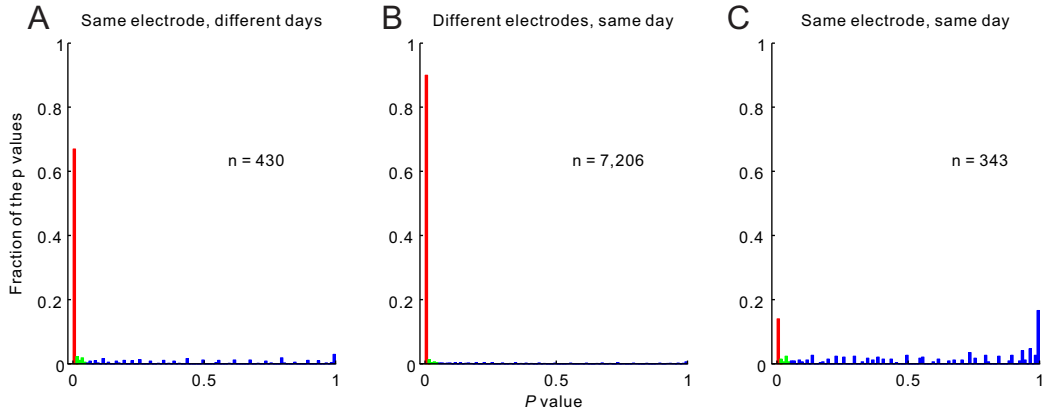 A Same electrode, different days
B Different electrodes, same day
C Same electrode, same day
Fraction of the p values
1
0.8
0.6
0.4
0.2
0
n = 430
0 0.5 1
1
0.8
0.6
0.4
0.2
0
n = 7,206
0 0.5 1
P value
1
0.8
0.6
0.4
0.2
0
n = 343
0 0.5 1